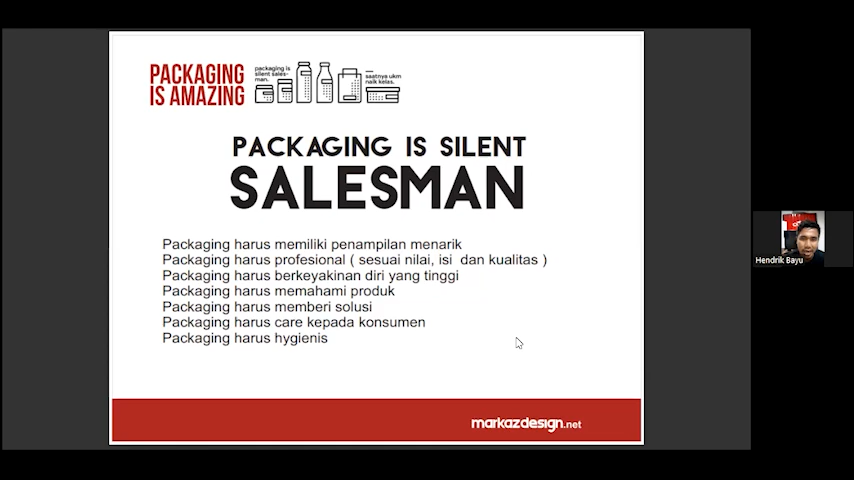 PACKAGING
IS AMAZING
packaging is
silent sales-
man.
saatnya ukm
naik kelas.
PACKAGING IS SILENT
SALESMAN
Packaging harus memiliki penampilan menarik
Packaging harus profesional ( sesuai nilai, isi dan kualitas )
Packaging harus berkeyakinan diri yang tinggi
Packaging harus memahami produk
Packaging harus memberi solusi
Packaging harus care kepada konsumen
Packaging harus hygienis
markazdesign.net
Hendrik Bayu